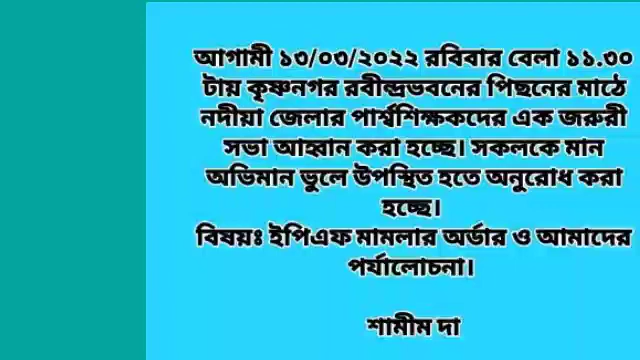 আগামী ১৩/০৩/২০২২ রবিবার বেলা ১১.৩০
টায় কৃষ্ণনগর রবীন্দ্রভবনের পিছনের মাঠে
নদীয়া জেলার পার্শ্বশিক্ষকদের এক জরুরী
সভা আহ্বান করা হচ্ছে। সকলকে মান
অভিমান ভুলে উপস্থিত হতে অনুরোধ করা
হচ্ছে।
বিষয়ঃ ইপিএফ মামলার অর্ডার ও আমাদের
পর্যালোচনা।
শামীম দা